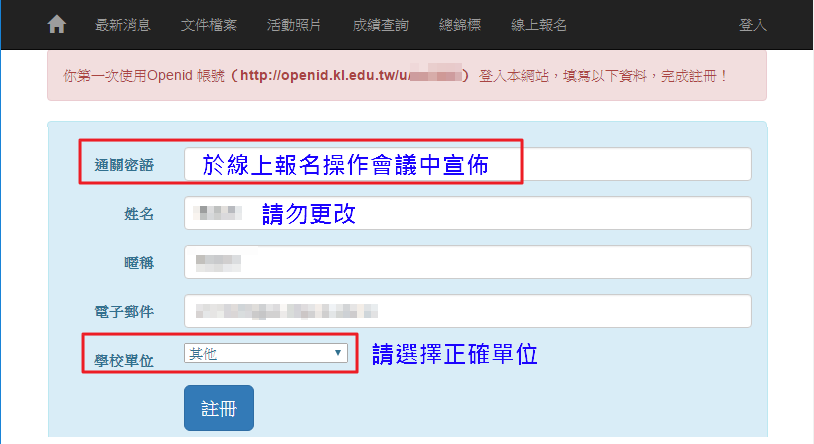 最新消息 文件檔案 活動照片 成績查詢 總錦標 線上報名 登入
你第一次使用Openid 帳號（http://openid.kl.edu.tw/u/ ） 登入本網站，填寫以下資料，完成註冊！
通關密語 於線上報名操作會議中宣佈
姓名 請勿更改
暱稱
電子郵件
學校單位 其他 請選擇正確單位
註冊